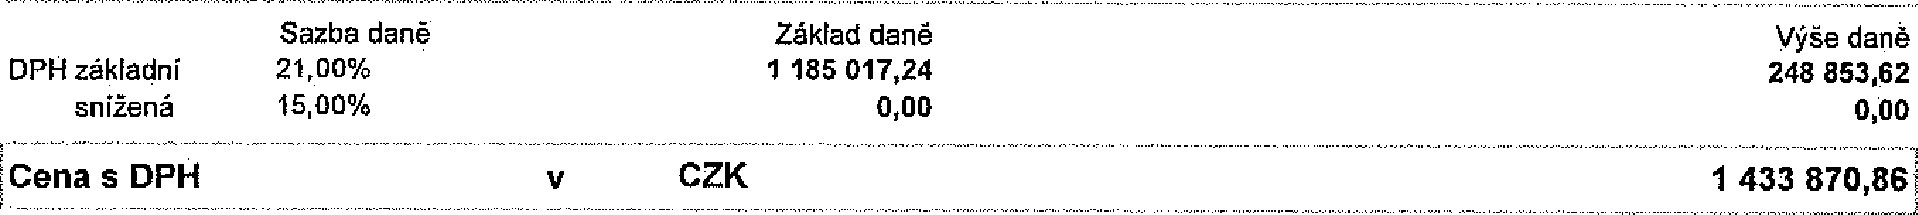 Sazba daně Základ daně Výše daně
DPH základní 21,00% 1 185 017,24 248 853,62
snížená 15,00% 0,00 0,00
Cena s DPH v CZK 1 433 870,86